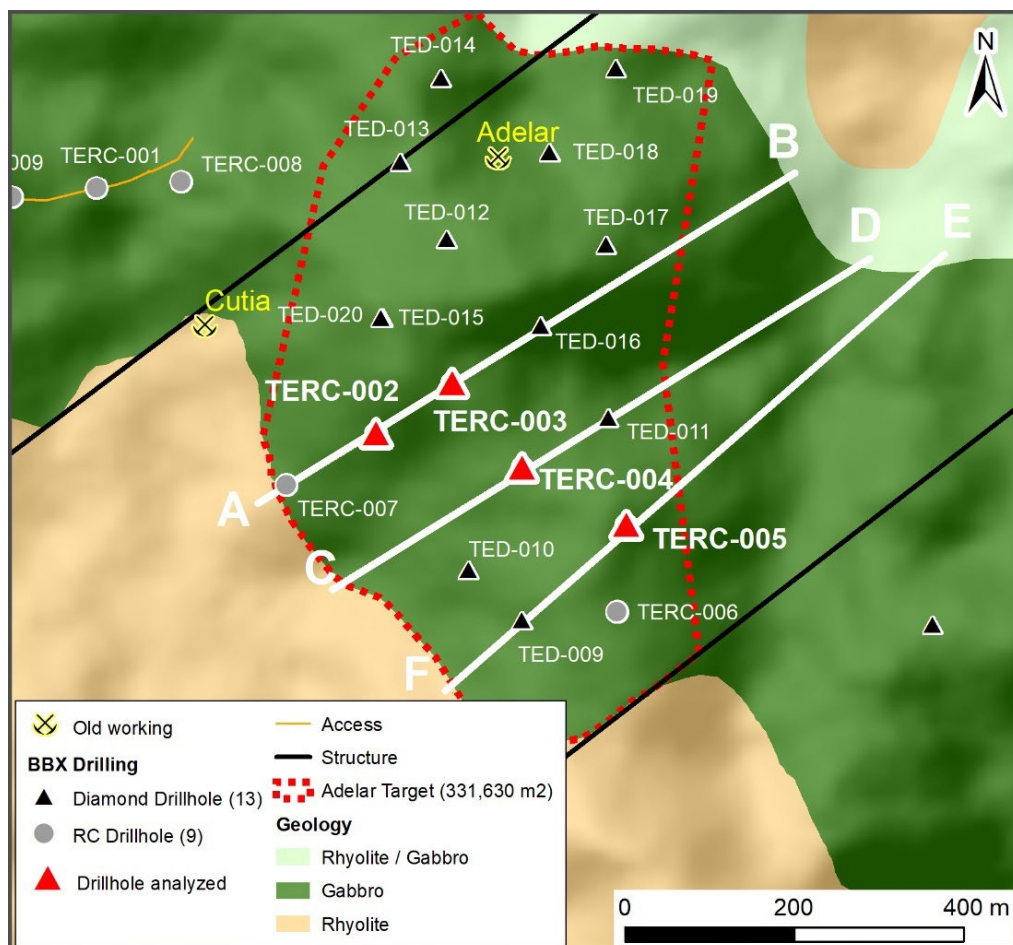 N
TED-014
TED-019
TED-013
Adelar
TED-018
B
009
TERC-001
TERC-008
TED-012
TED-017
D
E
Cutia
TED-020
TED-015
TED-016
TERC-002
TERC-003
TED-011
TERC-004
A
TERC-007
TERC-005
TED-010
C
TERC-006
TED-009
F
Old working
BBX Drilling
Diamond Drillhole (13)
RC Drillhole (9)
Drillhole analyzed
Access
Structure
Adelar Target (331,630 m2)
Geology
Rhyolite / Gabbro
Gabbro
Rhyolite
0 200 400 m